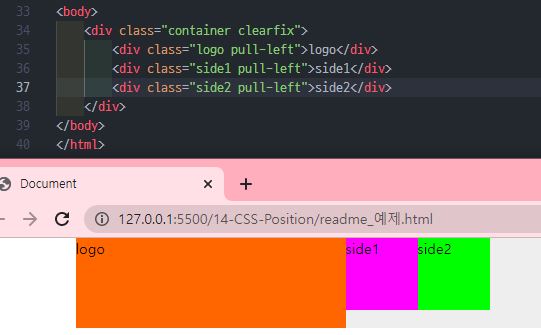 33 <body>
34 <div class="container clearfix">
35 <div class="logo pull-left">logo</div>
36 <div class="side1 pull-left">side1</div>
37 <div class="side2 pull-left">side2</div>
38 </div>
39 </body>
40 </html>
Document
127.0.0.1:5500/14-CSS-Position/readme_예제.html
logo side1 side2